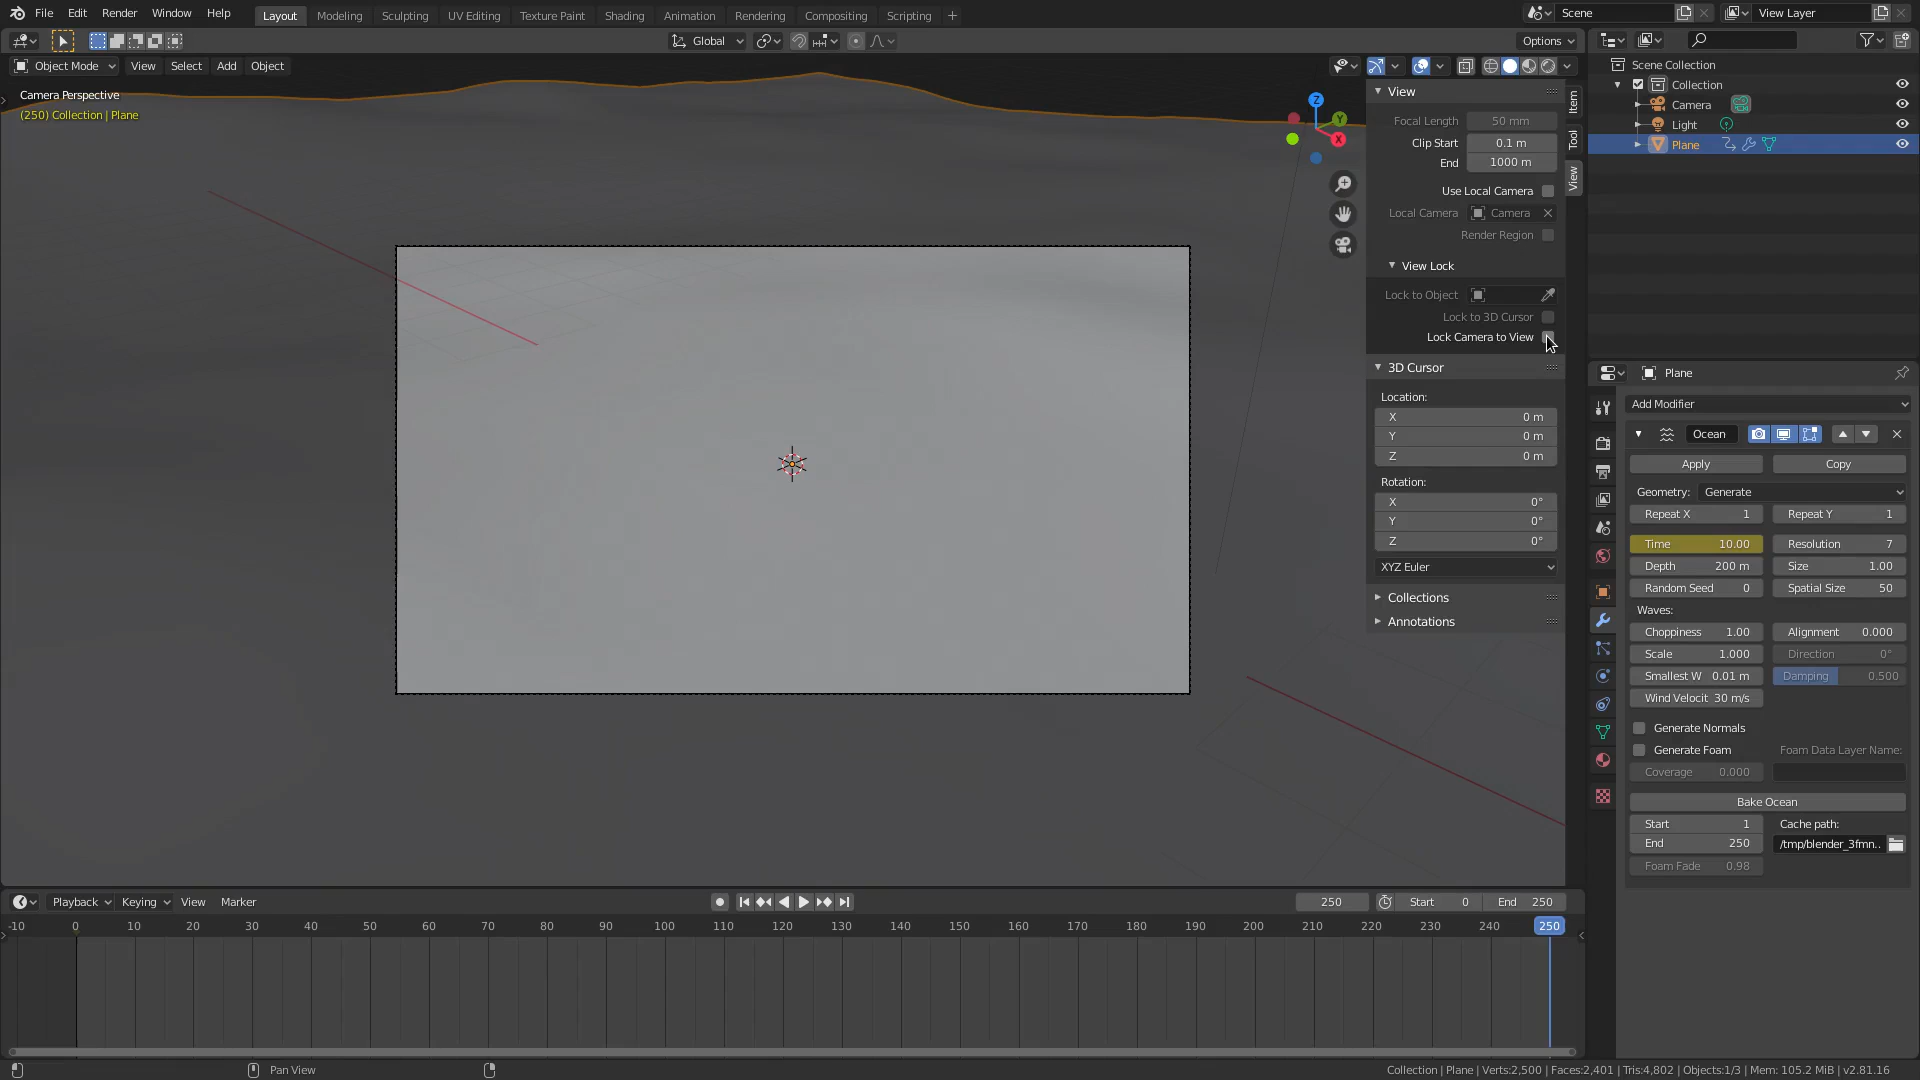 File Edit Render Window Help Layout Modeling Sculpting UV Editing Texture Paint Shading Animation Rendering Compositing Scripting + Scene View Layer
Global Options
Object Mode View Select Add Object
Camera Perspective
(250) Collection | Plane
Z
Y
X
View
Focal Length 50 mm
Clip Start 0.1 m
End 1000 m
Use Local Camera
Local Camera Camera
Render Region
View Lock
Lock to Object
Lock to 3D Cursor
Lock Camera to View
3D Cursor
Location:
X 0 m
Y 0 m
Z 0 m
Rotation:
X 0°
Y 0°
Z 0°
XYZ Euler
Collections
Annotations
Item
Tool
View
Scene Collection
Collection
Camera
Light
Plane
Plane
Add Modifier
Ocean
Apply Copy
Geometry: Generate
Repeat X 1 Repeat Y 1
Time 10.00 Resolution 7
Depth 200 m Size 1.00
Random Seed 0 Spatial Size 50
Waves:
Choppiness 1.00 Alignment 0.000
Scale 1.000 Direction 0°
Smallest W 0.01 m Damping 0.500
Wind Velocit 30 m/s
Generate Normals
Generate Foam Foam Data Layer Name:
Coverage 0.000
Bake Ocean
Start 1 Cache path:
End 250 /tmp/blender_3fmn..
Foam Fade 0.98
Playback Keying View Marker 250 Start 0 End 250
-10 0 10 20 30 40 50 60 70 80 90 100 110 120 130 140 150 160 170 180 190 200 210 220 230 240 250
Pan View Collection | Plane | Verts:2,500 | Faces:2,401 | Tris:4,802 | Objects:1/3 | Mem: 105.2 MiB | v2.81.16